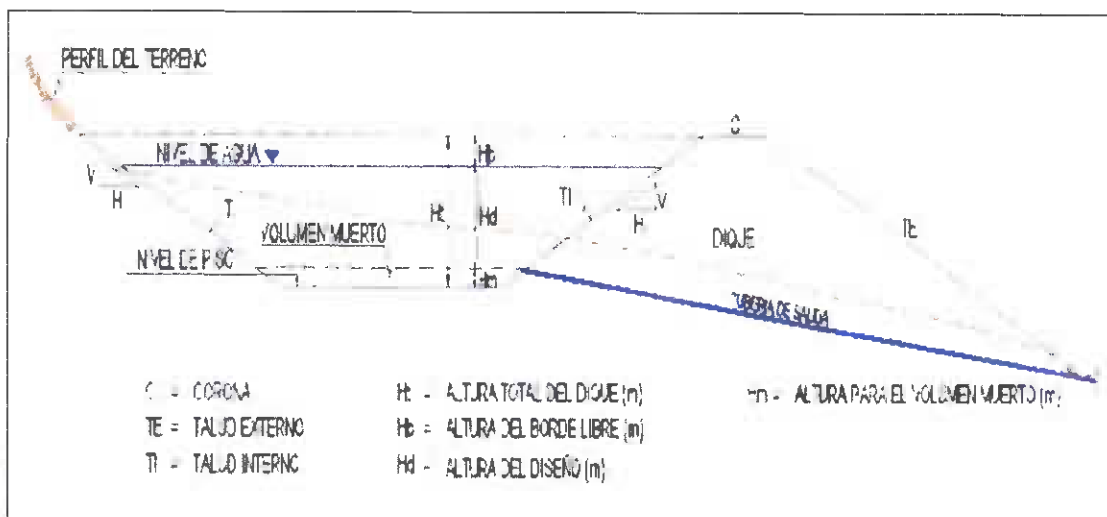 PERFIL DEL TERRENO
C
NIVEL DE AGUA
Hb
V
H
T
Ht
Hd
TI
V
H
TE
VOLUMEN MUERTO
DIQUE
NIVEL DE PISO
Hm
TUBERIA DE SALIDA
C = CORONA
TE = TALUD EXTERNO
TI = TALUD INTERNO
Ht = ALTURA TOTAL DEL DIQUE (m)
Hb = ALTURA DEL BORDE LIBRE (m)
Hd = ALTURA DEL DISEÑO (m)
Hm = ALTURA PARA EL VOLUMEN MUERTO (m)